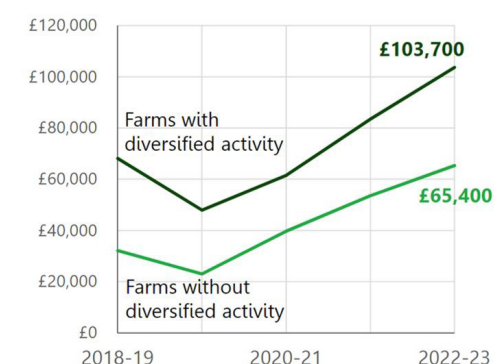 £120,000
£103,700
£100,000
Farms with
£80,000
diversified activity
£60,000
£65,400
£40,000
£20,000
Farms without
diversified activity
£0
2018-19 2020-21 2022-23